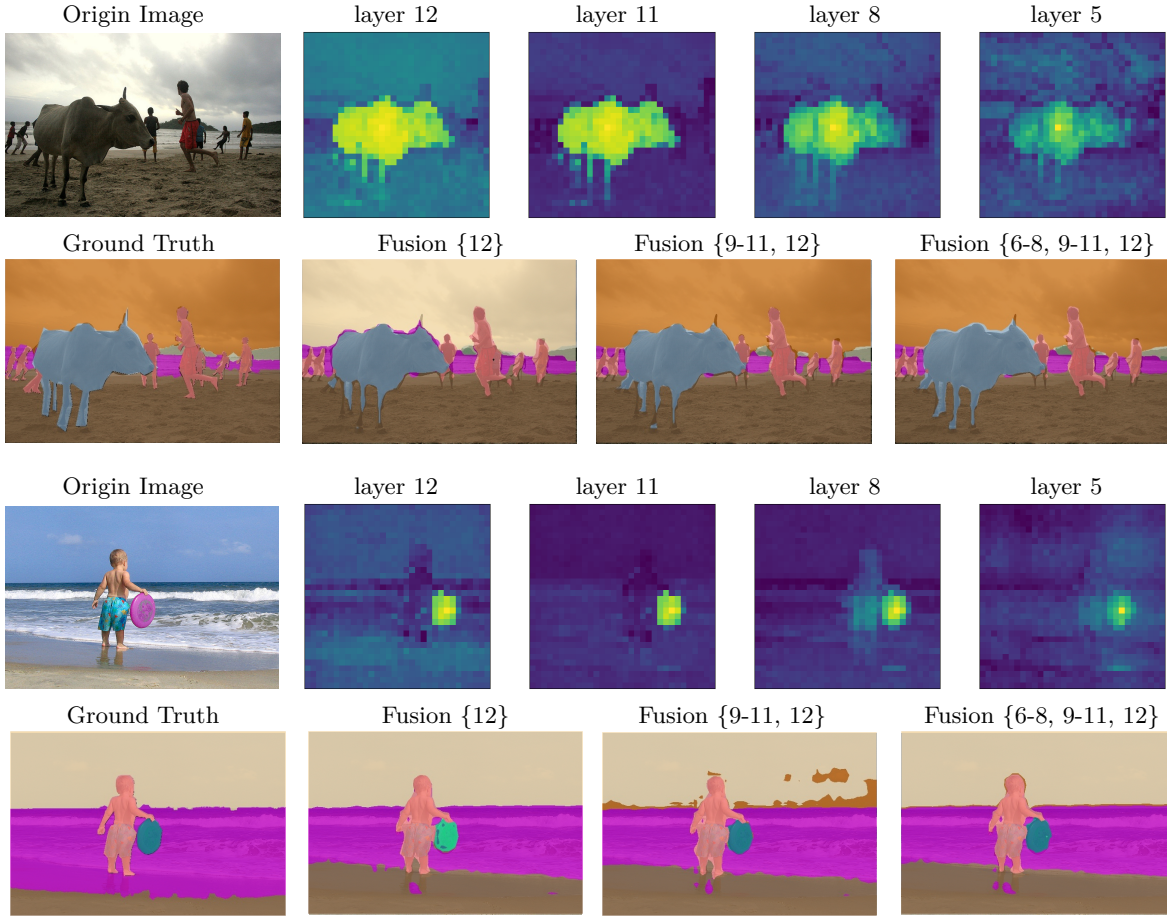 Origin Image layer 12 layer 11 layer 8 layer 5
Ground Truth Fusion {12} Fusion {9-11, 12} Fusion {6-8, 9-11, 12}
Origin Image layer 12 layer 11 layer 8 layer 5
Ground Truth Fusion {12} Fusion {9-11, 12} Fusion {6-8, 9-11, 12}